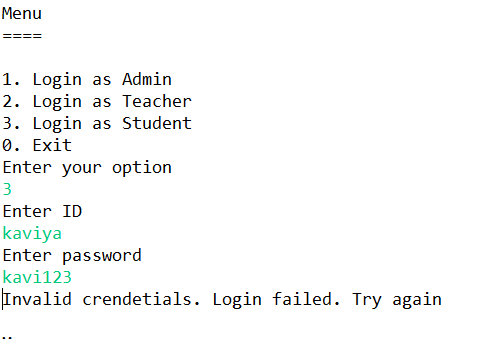 Menu
====
1. Login as Admin
2. Login as Teacher
3. Login as Student
0. Exit
Enter your option
3
Enter ID
kaviya
Enter password
kavi123
Invalid crendetials. Login failed. Try again